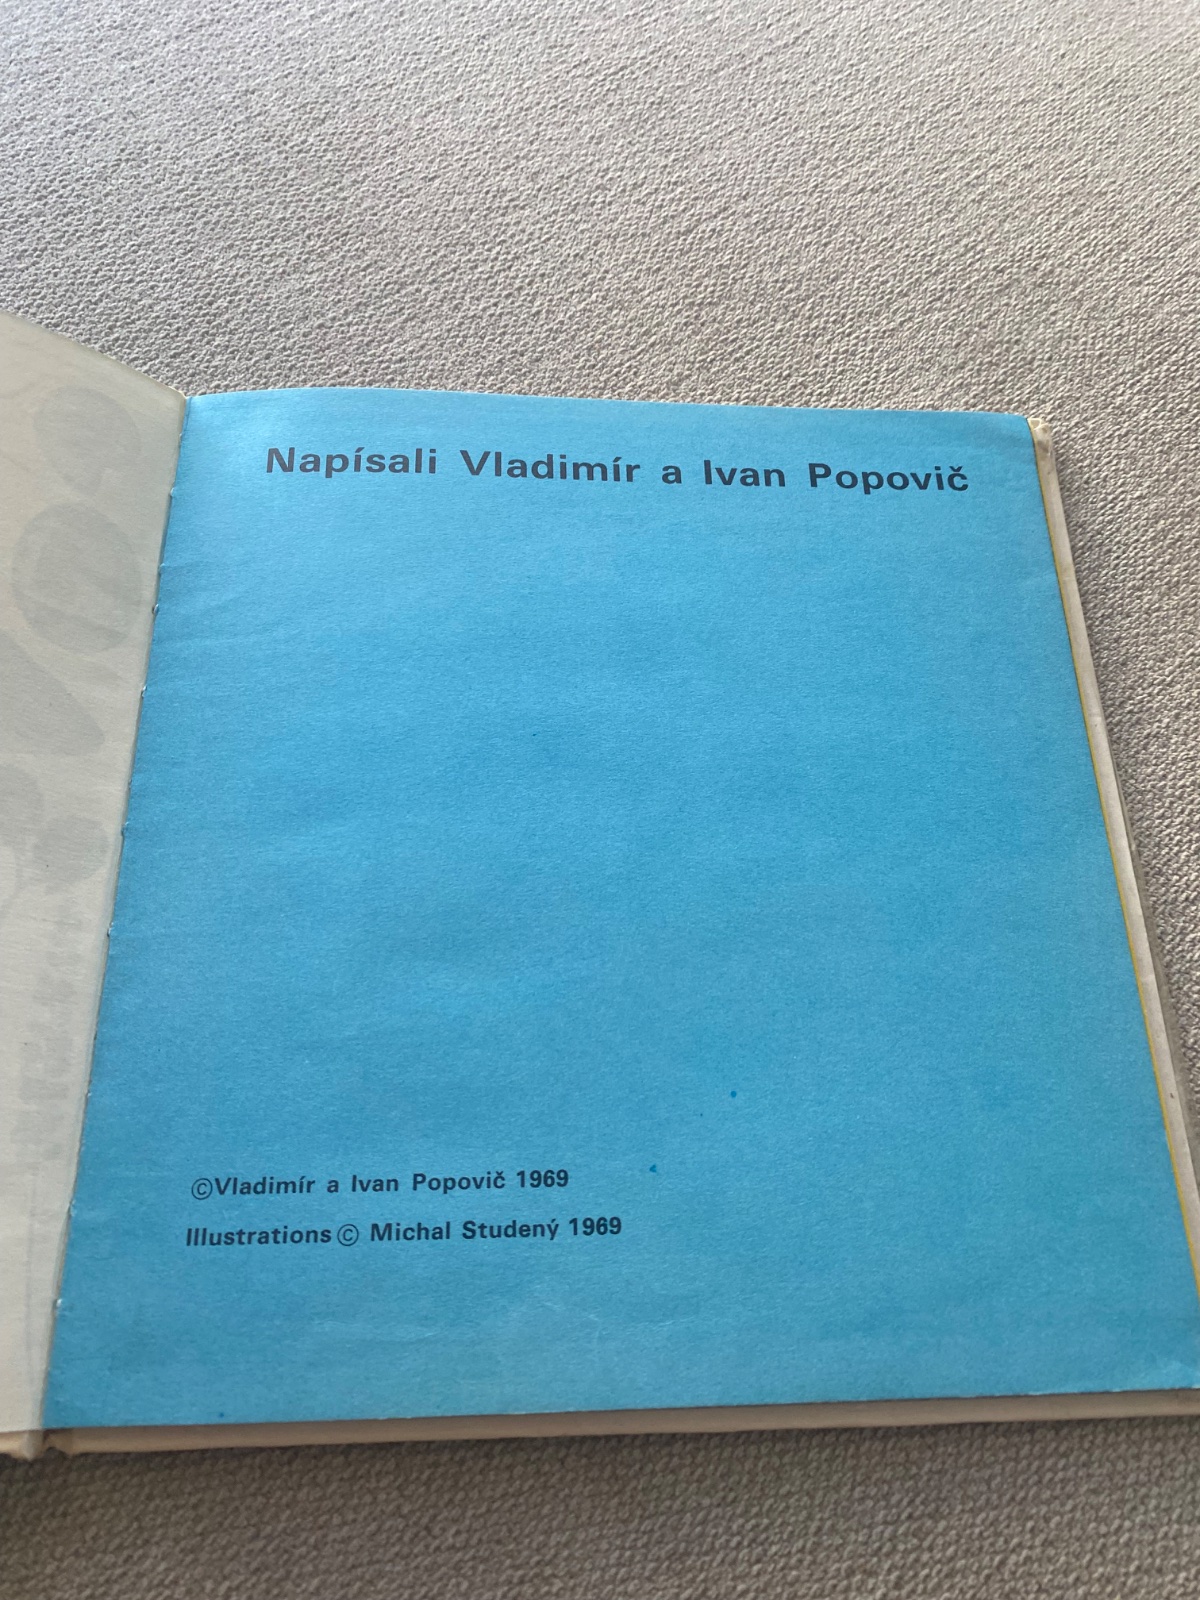 Napísali Vladimír a Ivan Popovič
©Vladimír a Ivan Popovič 1969
Illustrations © Michal Studený 1969